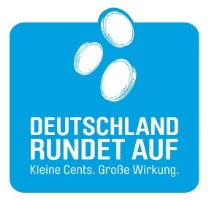 DEUTSCHLAND
RUNDET AUF
Kleine Cents. Große Wirkung.